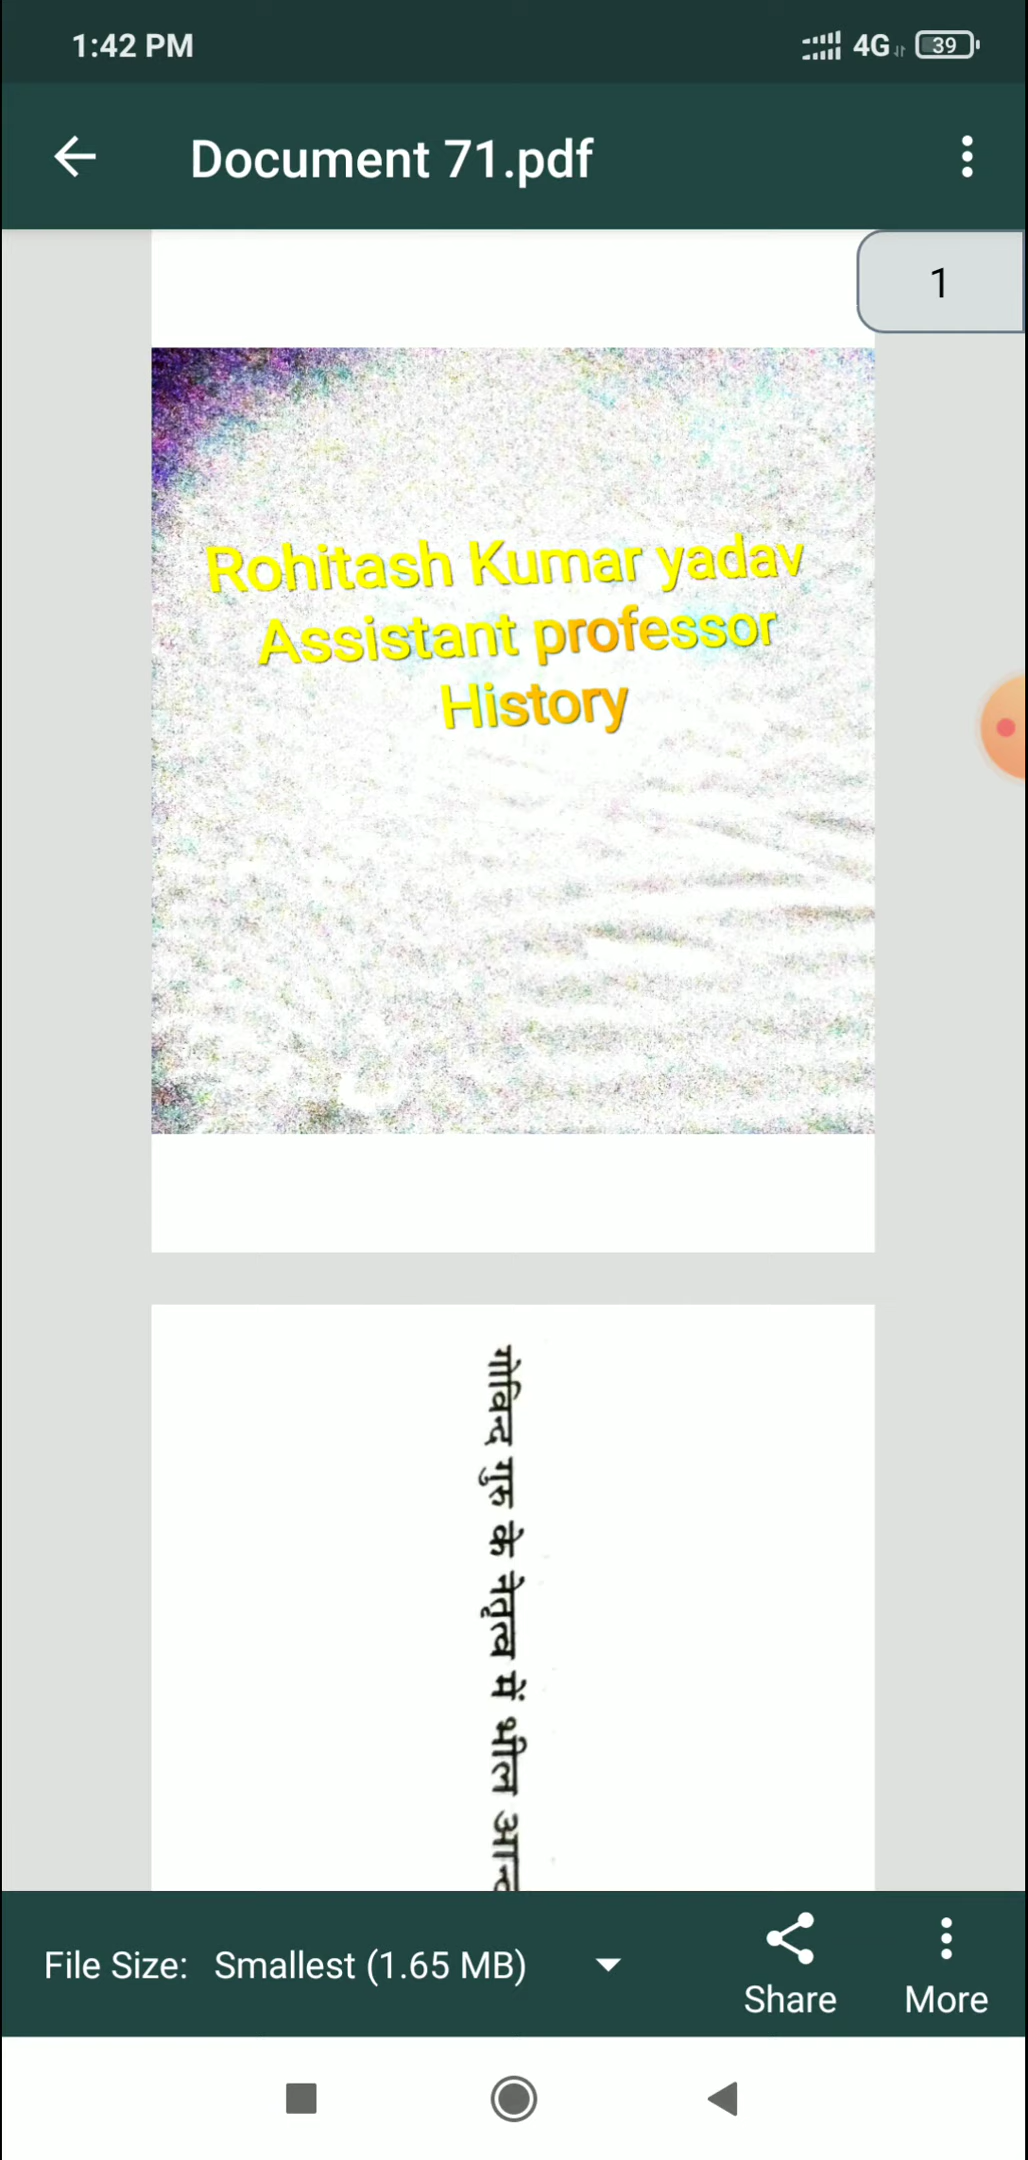 1:42 PM
4G
39
Document 71.pdf
1
Rohitash Kumar yadav
Assistant professor
History
गोविन्द गुरु के नेतृत्व में भील
File Size: Smallest (1.65 MB)
Share
More